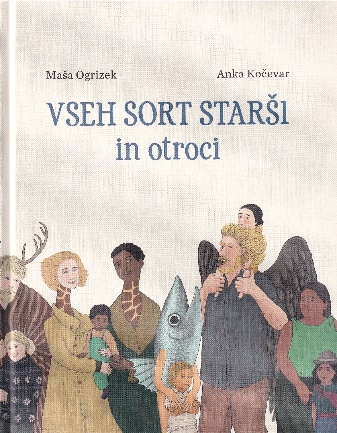 Maša Ogrizek
Anka Kočevar
VSEH SORT STARŠI
in otroci